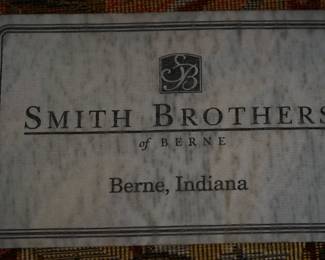 SB
SMITH BROTHERS
of BERNE
Berne, Indiana